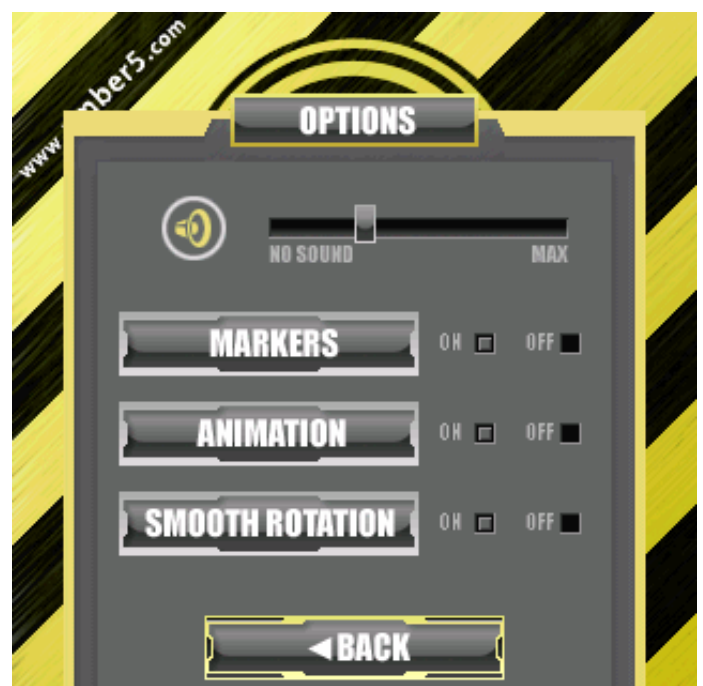 OPTIONS
NO SOUND MAX
MARKERS ON OFF
ANIMATION ON OFF
SMOOTH ROTATION ON OFF
◀BACK